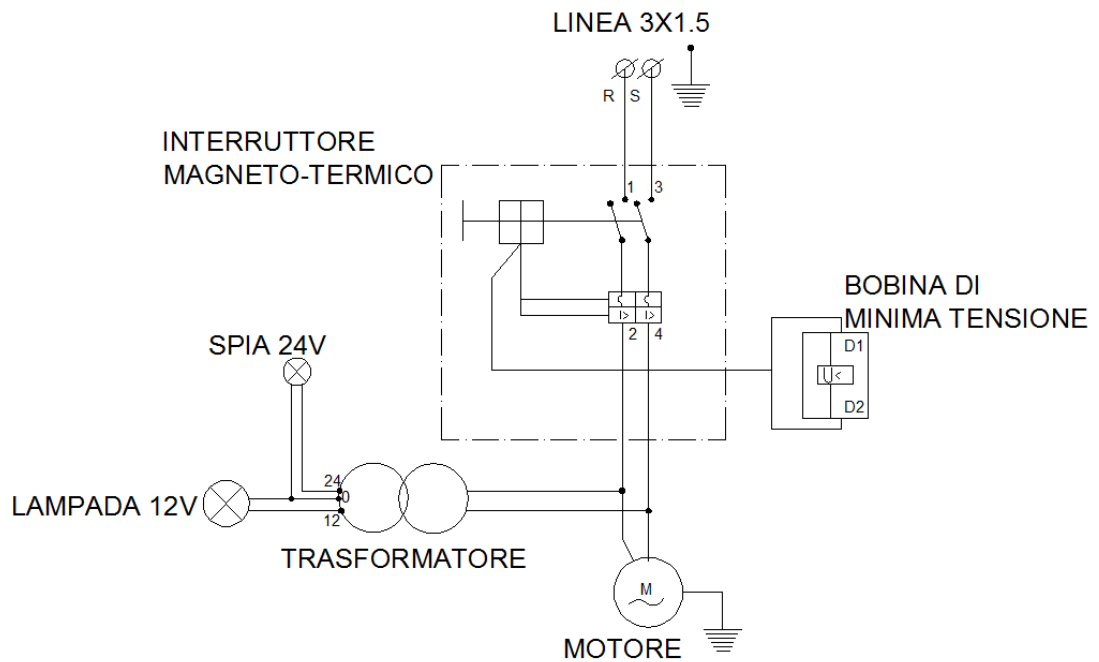 LINEA 3X1.5
R S
INTERRUTTORE
MAGNETO-TERMICO
1 3
BOBINA DI
MINIMA TENSIONE
I> I>
2 4
D1
U<
D2
SPIA 24V
24
0
12
LAMPADA 12V
TRASFORMATORE
M
MOTORE